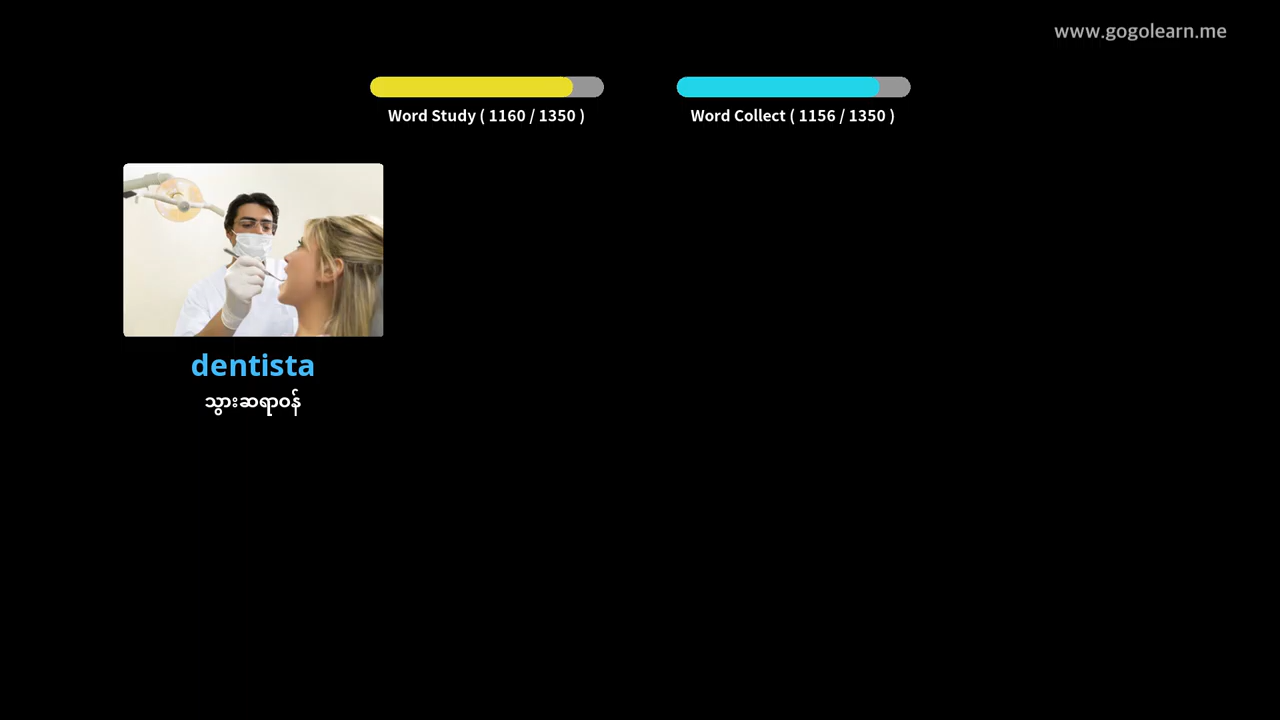 www.gogolearn.me
Word Study ( 1160 / 1350 )
Word Collect ( 1156 / 1350 )
dentista
သွားဆရာဝန်